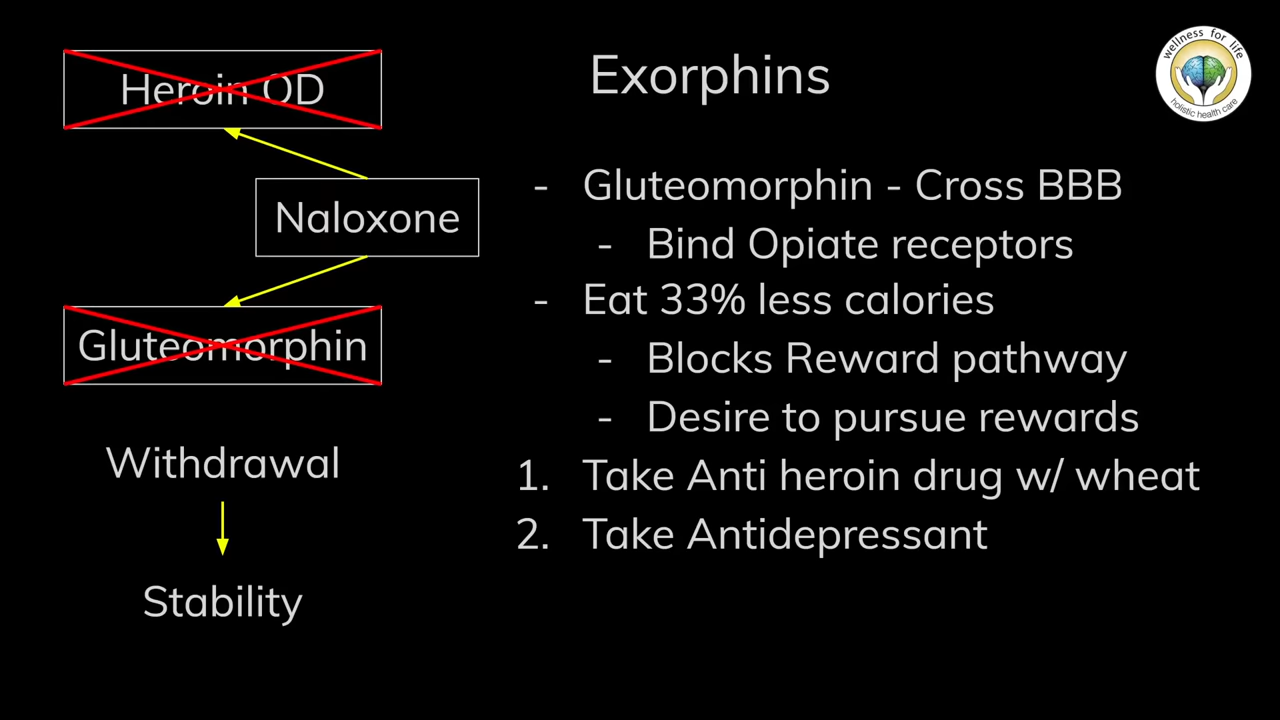 Heroin OD
Naloxone
Gluteomorphin
Withdrawal
Stability
Exorphins
- Gluteomorphin - Cross BBB
- Bind Opiate receptors
- Eat 33% less calories
- Blocks Reward pathway
- Desire to pursue rewards
1. Take Anti heroin drug w/ wheat
2. Take Antidepressant
wellness for life
holistic health care